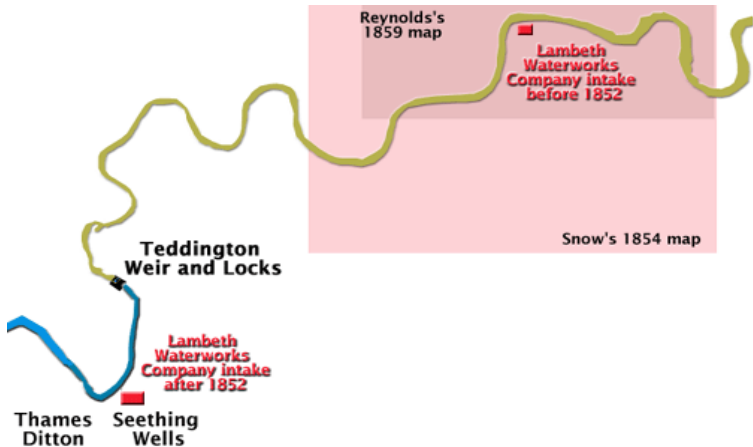 Reynolds's
1859 map
Lambeth
Waterworks
Company intake
before 1852
Snow's 1854 map
Teddington
Weir and Locks
Lambeth
Waterworks
Company intake
after 1852
Thames
Ditton
Seething
Wells